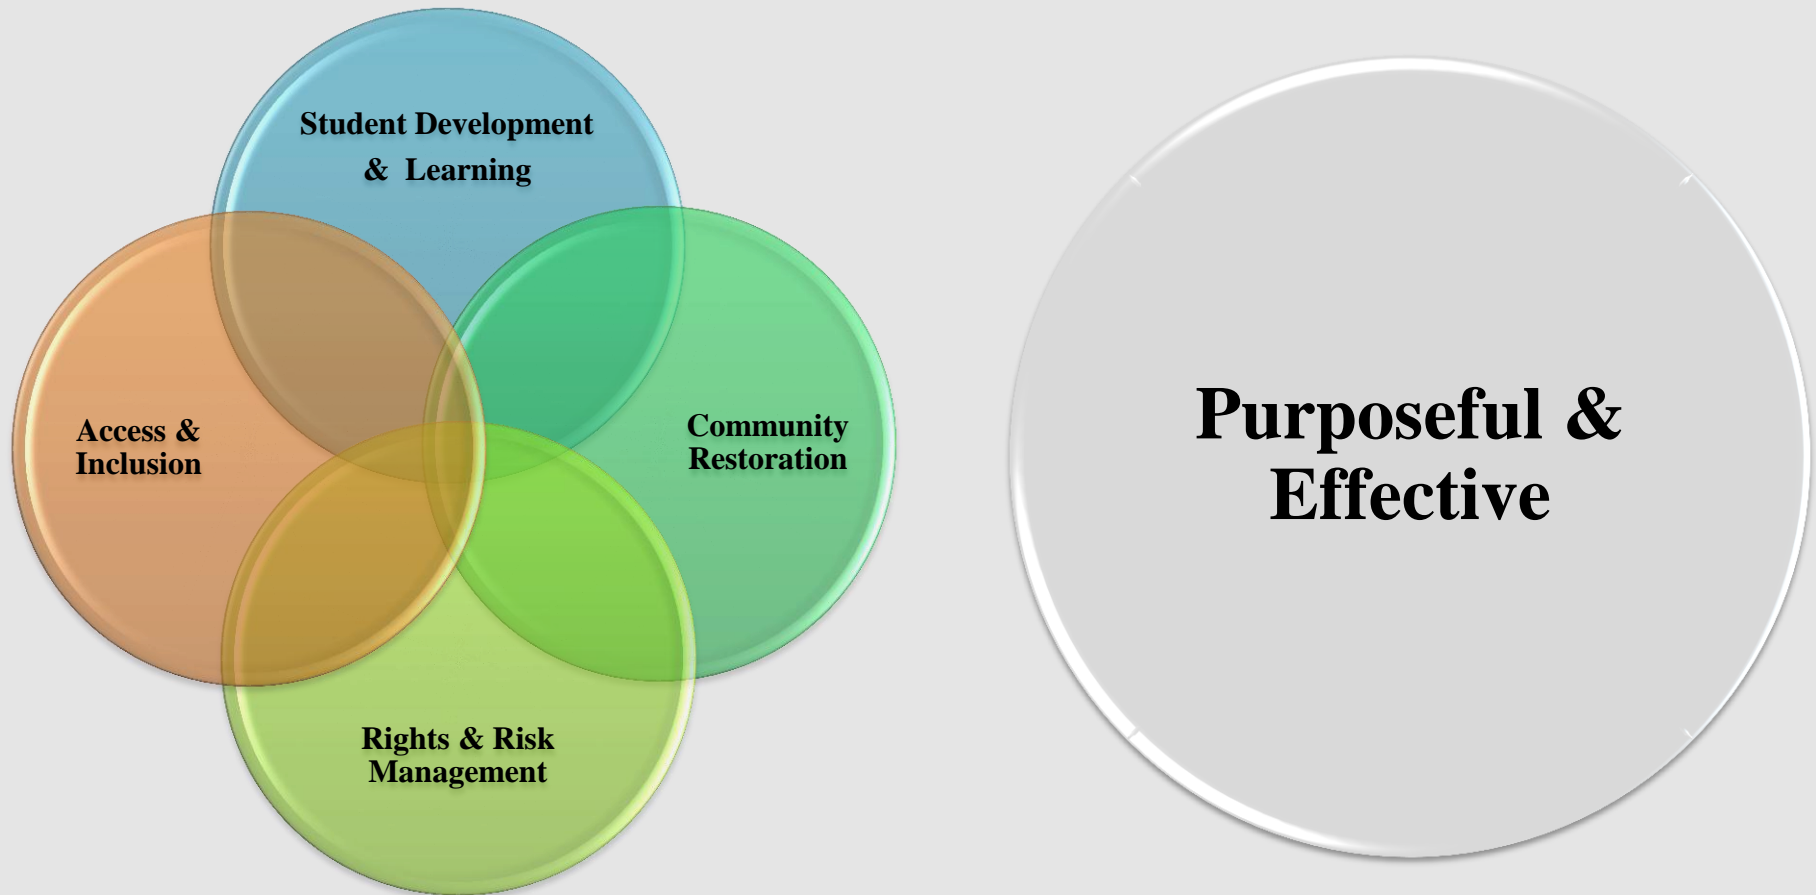 Student Development
& Learning
Access &
Inclusion
Community
Restoration
Rights & Risk
Management
Purposeful &
Effective